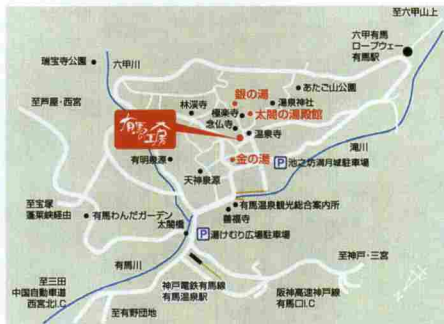 至六甲山上
六甲有馬
ロープウェー
有馬駅
瑞宝寺公園
六甲川
銀の湯
あたご山公園
至芦屋・西宮
林渓寺
極楽寺
湯泉神社
太閤の湯殿館
念仏寺
有馬工房
温泉寺
滝川
有明泉源
金の湯
P 池之坊満月城駐車場
天神泉源
至宝塚
蓬莱峡経由
有馬わんだガーデン
有馬温泉観光総合案内所
善福寺
太閤橋
P 湯けむり広場駐車場
有馬川
至神戸・三宮
至三田
中国自動車道
西宮北I.C
神戸電鉄有馬線
有馬温泉駅
阪神高速神戸線
有馬口I.C
至有野団地